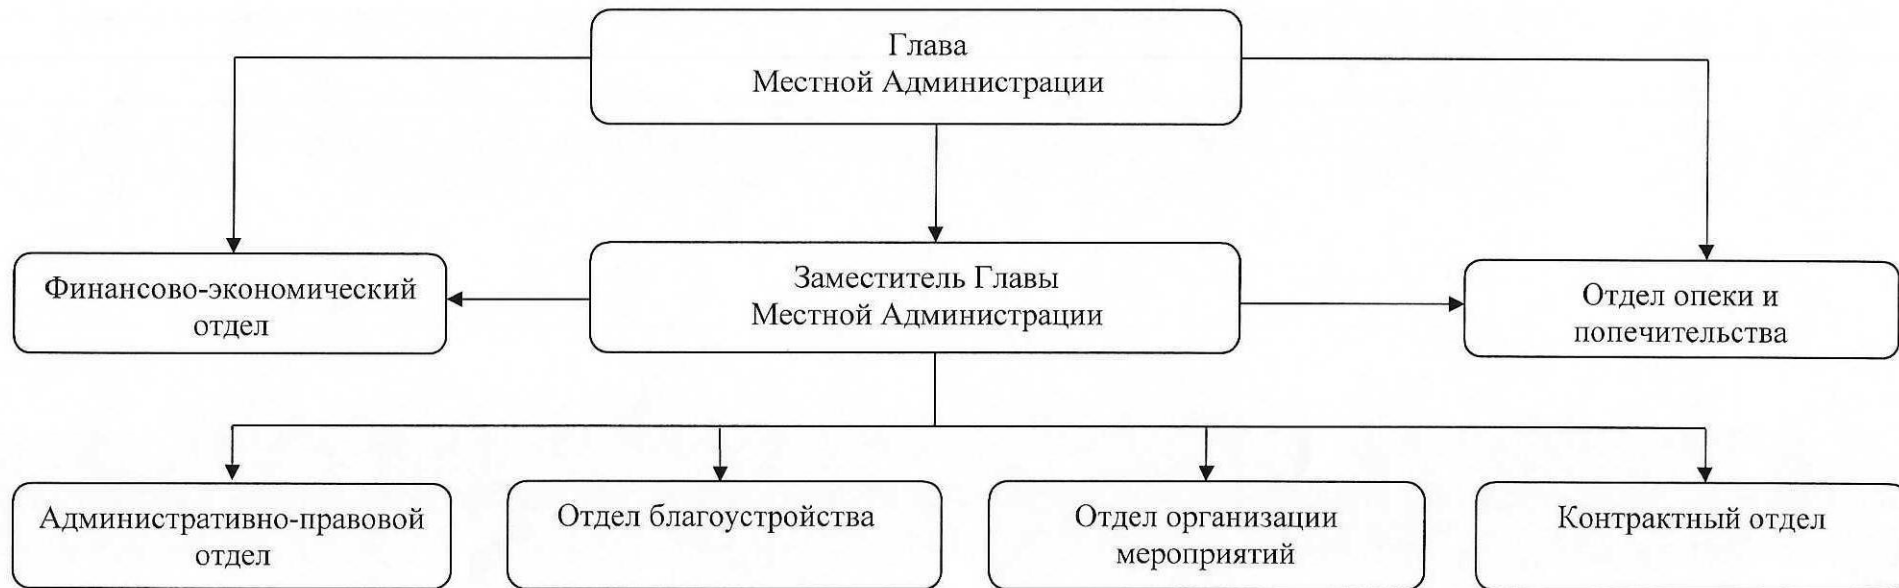 Глава
Местной Администрации
Финансово-экономический
отдел
Заместитель Главы
Местной Администрации
Отдел опеки и
попечительства
Административно-правовой
отдел
Отдел благоустройства
Отдел организации
мероприятий
Контрактный отдел